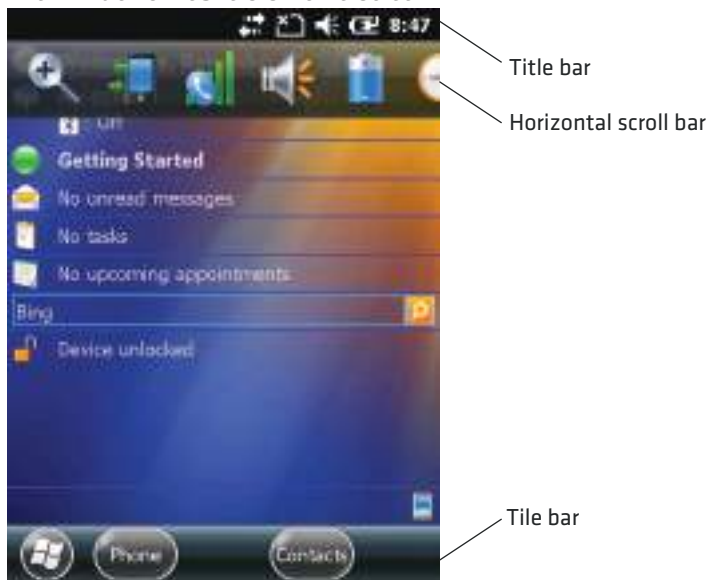 8:47
Title bar
Horizontal scroll bar
Getting Started
No unread messages
No tasks
No upcoming appointments
Bing
Device unlocked
Tile bar
Phone
Contacts